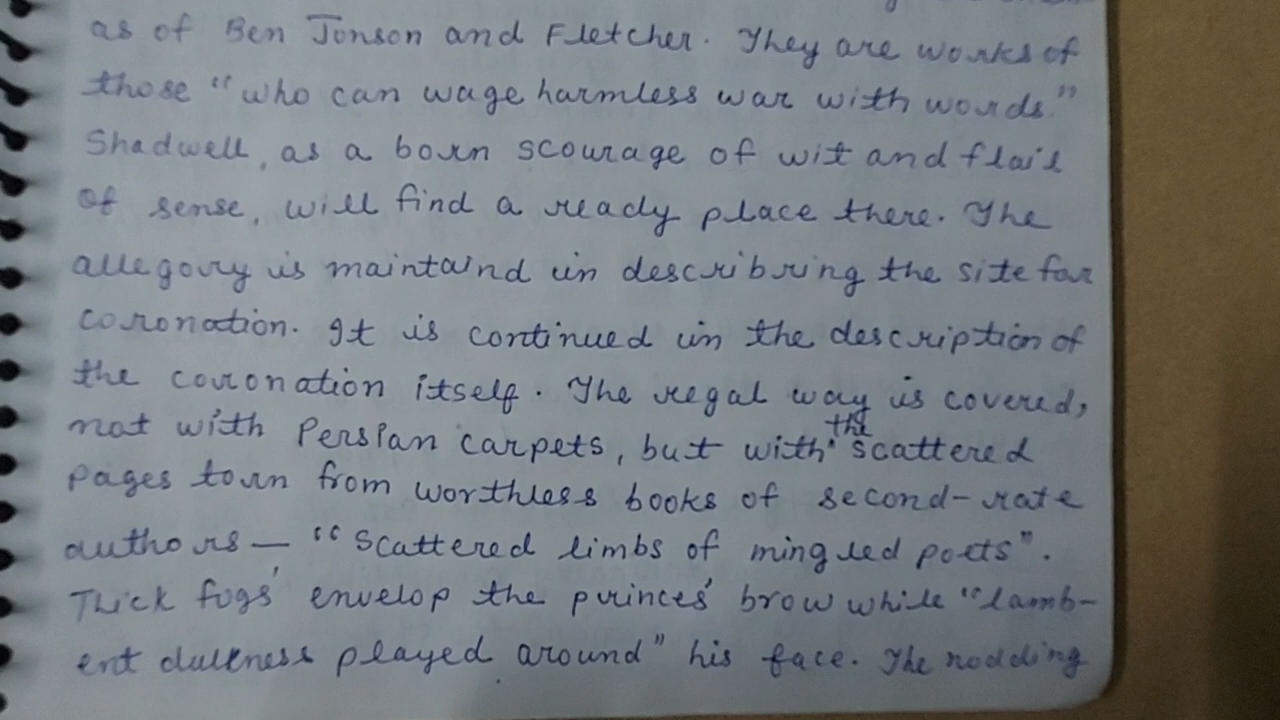 as of Ben Jonson and Fletcher. They are works of
those "who can wage harmless war with words."
Shadwell, as a born scourage of wit and flail
of sense, will find a ready place there. The
allegory is maintaind in describring the site for
coronation. It is continued in the description of
the coronation itself. The regal way is covered,
not with Persian carpets, but with the scattered
pages torn from worthless books of second-rate
authors — "scattered limbs of mingled poets".
Thick fogs' envelop the princes' brow while "lamb-
ent dullness played around" his face. The nodding